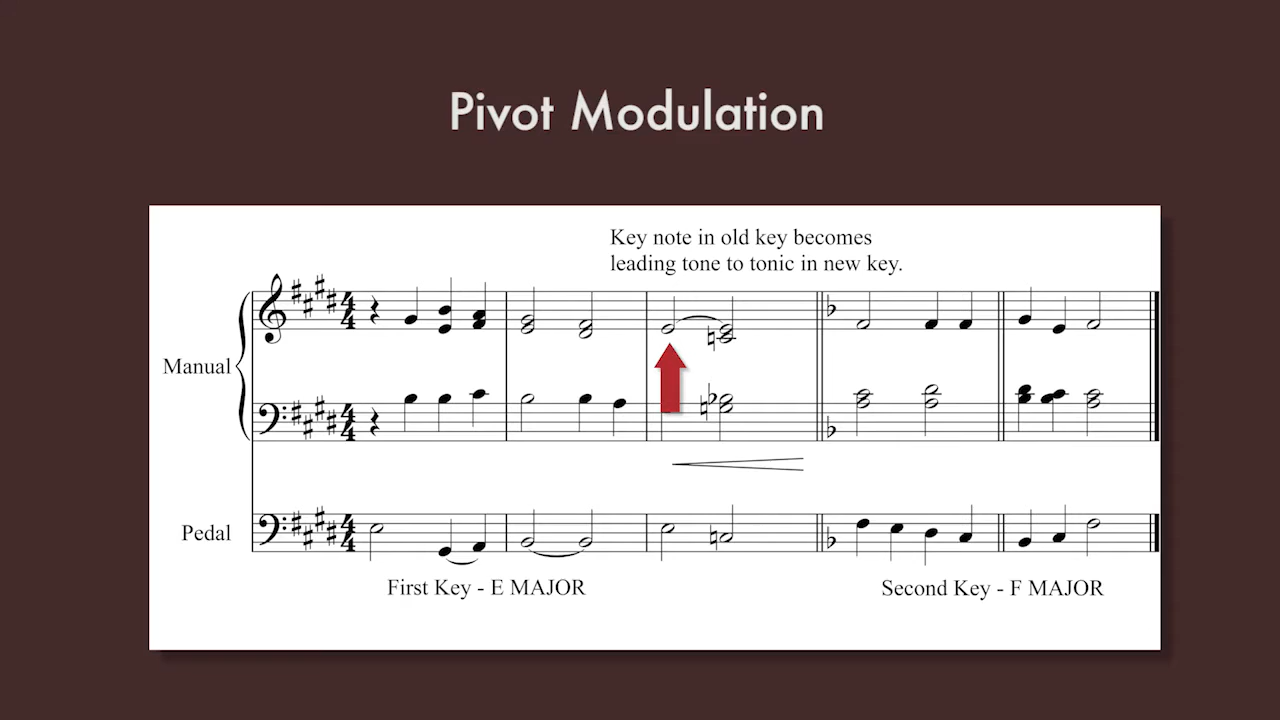 Pivot Modulation
Key note in old key becomes
leading tone to tonic in new key.
Manual
Pedal
First Key - E MAJOR
Second Key - F MAJOR